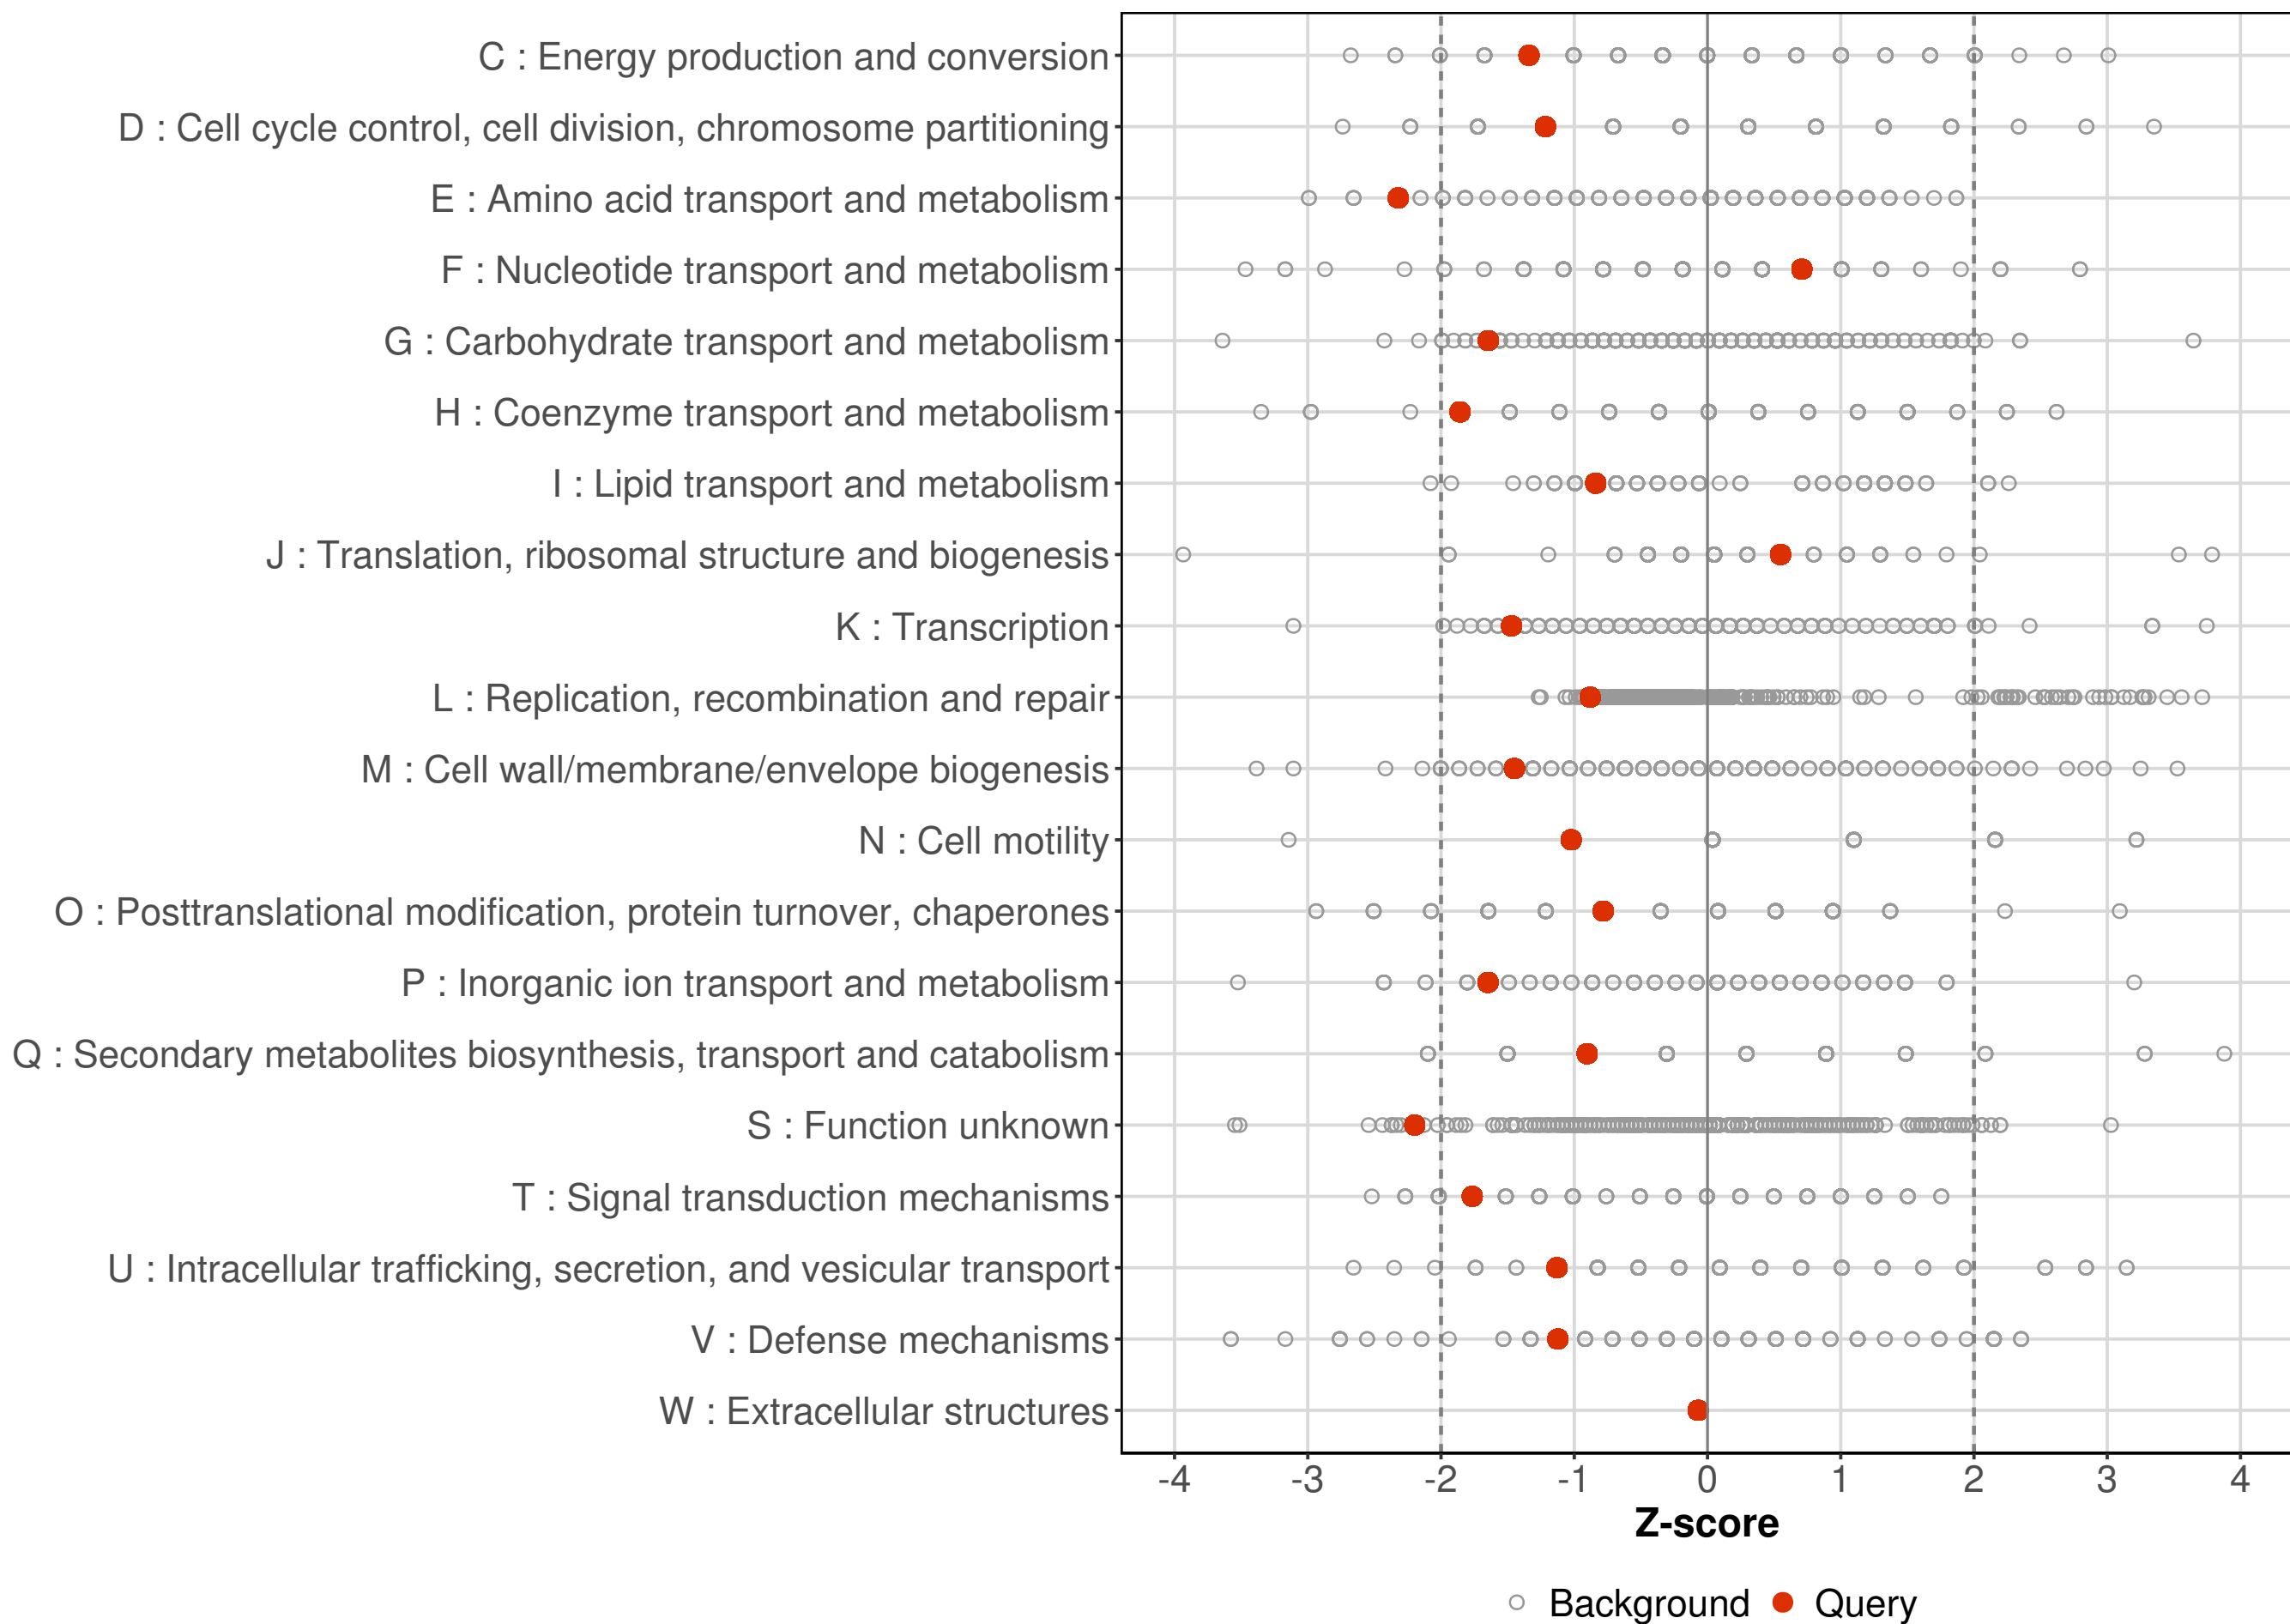 C : Energy production and conversion
D : Cell cycle control, cell division, chromosome partitioning
E : Amino acid transport and metabolism
F : Nucleotide transport and metabolism
G : Carbohydrate transport and metabolism
H : Coenzyme transport and metabolism
I : Lipid transport and metabolism
J : Translation, ribosomal structure and biogenesis
K : Transcription
L : Replication, recombination and repair
M : Cell wall/membrane/envelope biogenesis
N : Cell motility
O : Posttranslational modification, protein turnover, chaperones
P : Inorganic ion transport and metabolism
Q : Secondary metabolites biosynthesis, transport and catabolism
S : Function unknown
T : Signal transduction mechanisms
U : Intracellular trafficking, secretion, and vesicular transport
V : Defense mechanisms
W : Extracellular structures
-4 -3 -2 -1 0 1 2 3 4
Z-score
Background Query